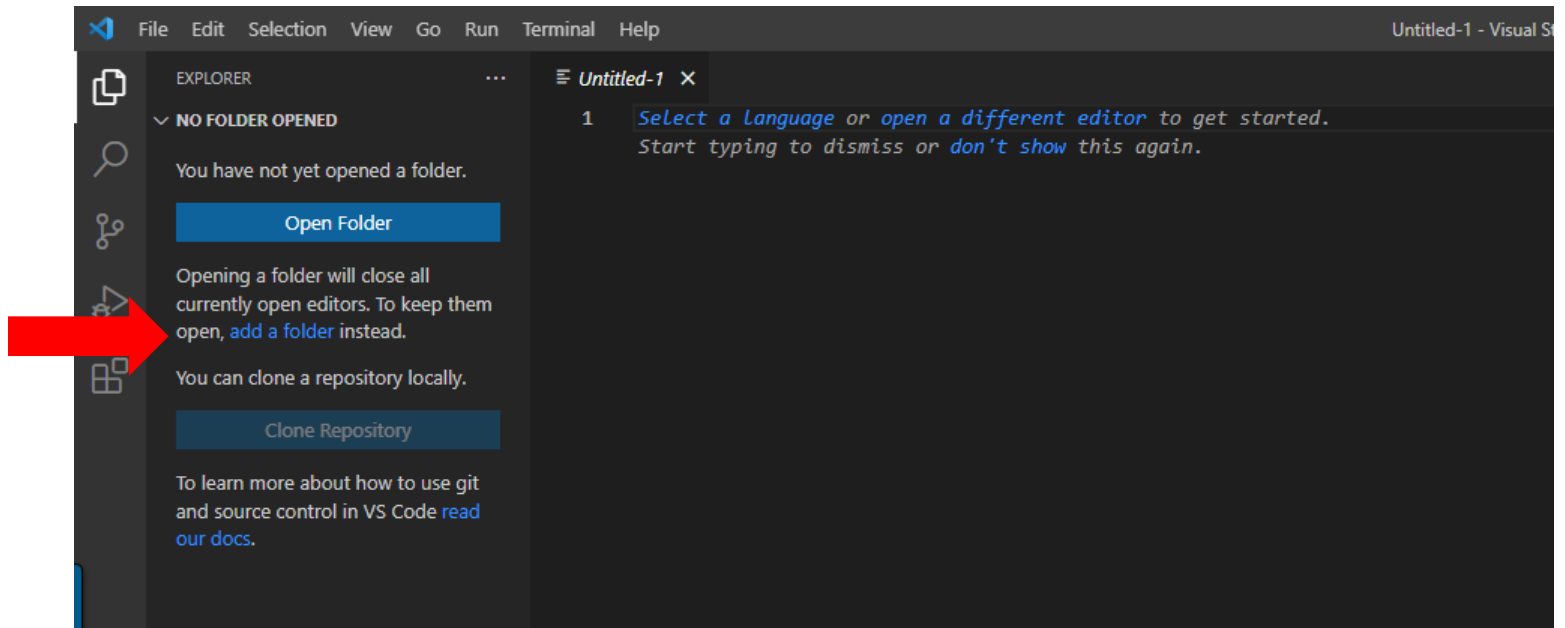 File Edit Selection View Go Run Terminal Help
Untitled-1 - Visual St
EXPLORER
NO FOLDER OPENED
You have not yet opened a folder.
Open Folder
Opening a folder will close all
currently open editors. To keep them
open, add a folder instead.
You can clone a repository locally.
Clone Repository
To learn more about how to use git
and source control in VS Code read
our docs.
Untitled-1
1 Select a language or open a different editor to get started.
Start typing to dismiss or don't show this again.